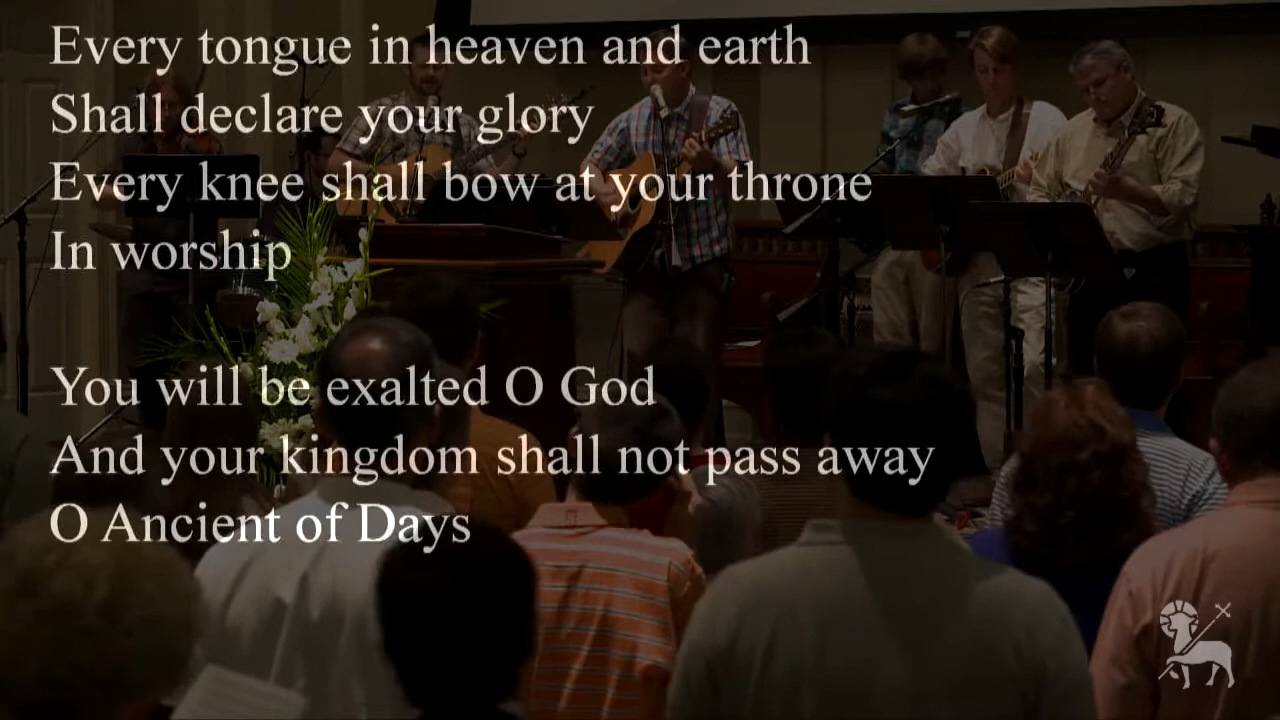 Every tongue in heaven and earth
Shall declare your glory
Every knee shall bow at your throne
In worship
You will be exalted O God
And your kingdom shall not pass away
O Ancient of Days